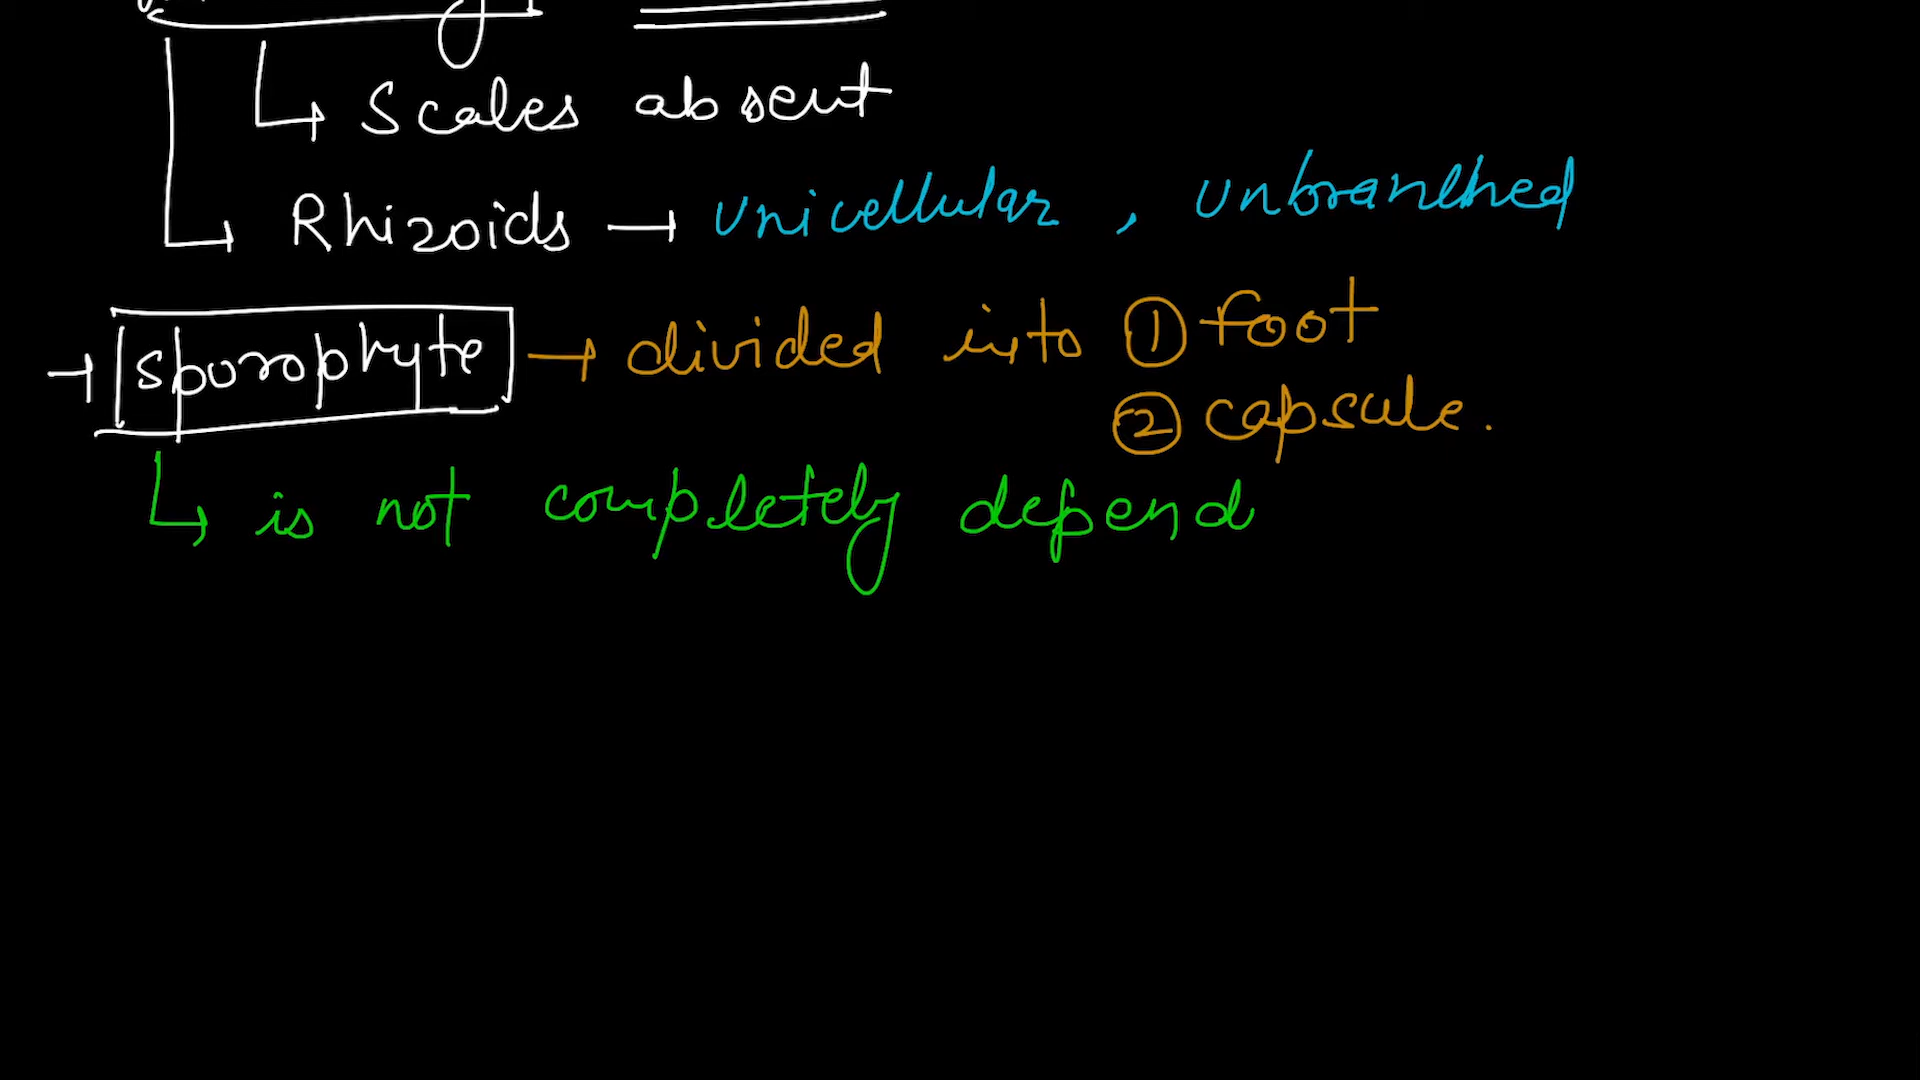 Scales absent
Rhizoids → unicellular , unbranched
→ sporophyte → divided into ① foot
② capsule.
is not completely depend